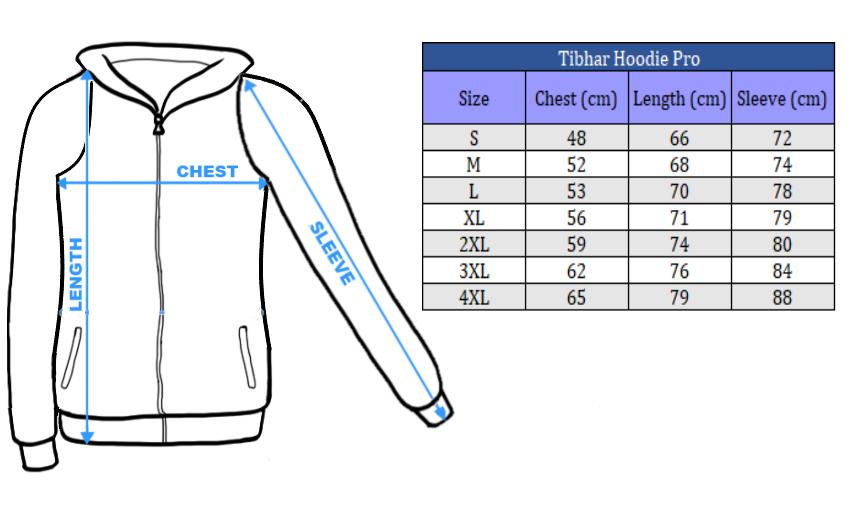 CHEST
LENGTH
SLEEVE
Tibhar Hoodie Pro
Size Chest (cm) Length (cm) Sleeve (cm)
S 48 66 72
M 52 68 74
L 53 70 78
XL 56 71 79
2XL 59 74 80
3XL 62 76 84
4XL 65 79 88